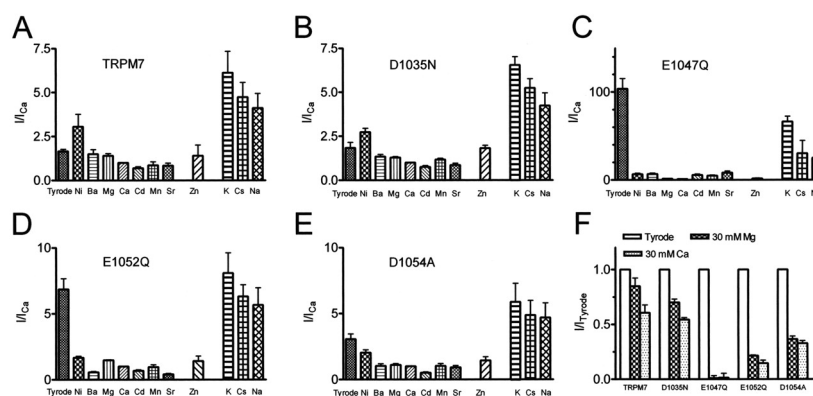 A
TRPM7
I/ICa
7.5
5.0
2.5
0.0
Tyrode Ni Ba Mg Ca Cd Mn Sr Zn K Cs Na
B
D1035N
I/ICa
7.5
5.0
2.5
0.0
Tyrode Ni Ba Mg Ca Cd Mn Sr Zn K Cs Na
C
E1047Q
I/ICa
100
0
Tyrode Ni Ba Mg Ca Cd Mn Sr Zn K Cs
D
E1052Q
I/ICa
10
5
0
Tyrode Ni Ba Mg Ca Cd Mn Sr Zn K Cs Na
E
D1054A
I/ICa
10
5
0
Tyrode Ni Ba Mg Ca Cd Mn Sr Zn K Cs Na
F
Tyrode 30 mM Mg
30 mM Ca
I/ITyrode
1.0
0.5
0.0
TRPM7 D1035N E1047Q E1052Q D1054A